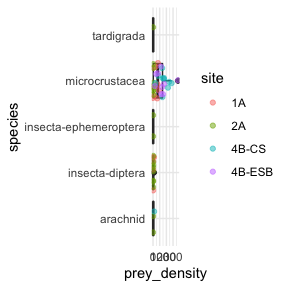 tardigrada
microcrustacea
insecta-ephemeroptera
insecta-diptera
arachnid
species
prey_density
site
1A
2A
4B-CS
4B-ESB